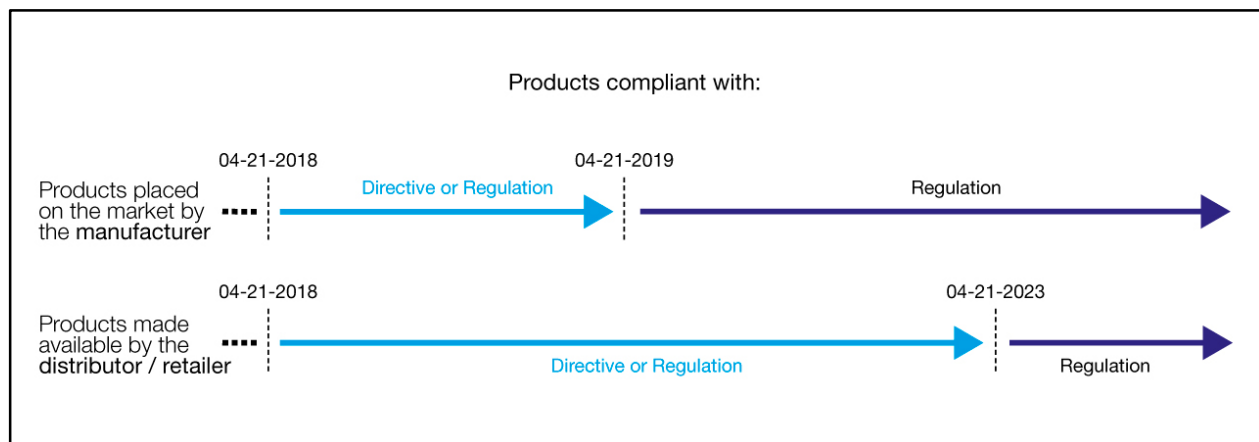 Products compliant with:
04-21-2018
04-21-2019
Products placed
on the market by
the manufacturer
Directive or Regulation
Regulation
04-21-2018
04-21-2023
Products made
available by the
distributor / retailer
Directive or Regulation
Regulation